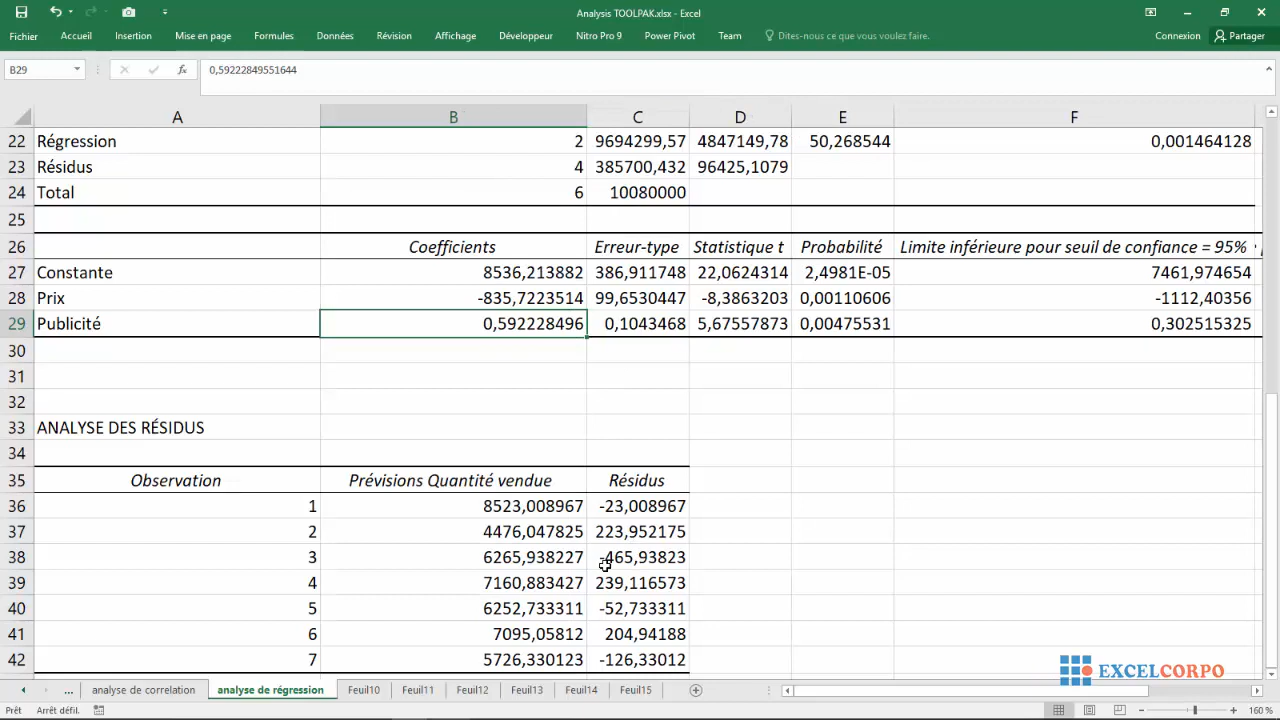 Analysis TOOLPAK.xlsx - Excel
Fichier Accueil Insertion Mise en page Formules Données Révision Affichage Développeur Nitro Pro 9 Power Pivot Team Dites-nous ce que vous voulez faire. Connexion Partager
B29 fx 0,59222849551644
A B C D E F
22 Régression 2 9694299,57 4847149,78 50,268544 0,001464128
23 Résidus 4 385700,432 96425,1079
24 Total 6 10080000
25
26 Coefficients Erreur-type Statistique t Probabilité Limite inférieure pour seuil de confiance = 95%
27 Constante 8536,213882 386,911748 22,0624314 2,4981E-05 7461,974654
28 Prix -835,7223514 99,6530447 -8,3863203 0,00110606 -1112,40356
29 Publicité 0,592228496 0,1043468 5,67557873 0,00475531 0,302515325
30
31
32
33 ANALYSE DES RÉSIDUS
34
35 Observation Prévisions Quantité vendue Résidus
36 1 8523,008967 -23,008967
37 2 4476,047825 223,952175
38 3 6265,938227 -465,93823
39 4 7160,883427 239,116573
40 5 6252,733311 -52,733311
41 6 7095,05812 204,94188
42 7 5726,330123 -126,33012
EXCELCORPO
... analyse de correlation analyse de régression Feuil10 Feuil11 Feuil12 Feuil13 Feuil14 Feuil15
Prêt Arrêt défil. 160 %